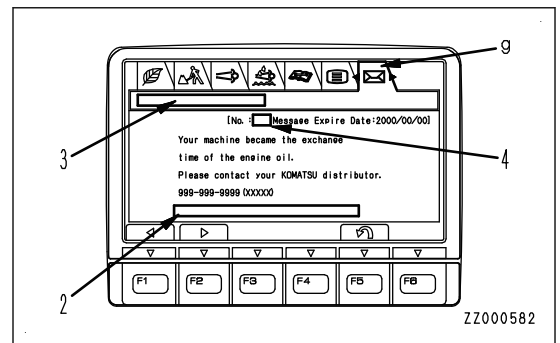 g
[No. : Message Expire Date:2000/00/00]
3
4
Your machine became the exchange
time of the engine oil.
Please contact your KOMATSU distributor.
999-999-9999 (XXXXX)
2
F1 F2 F3 F4 F5 F6
ZZ000582